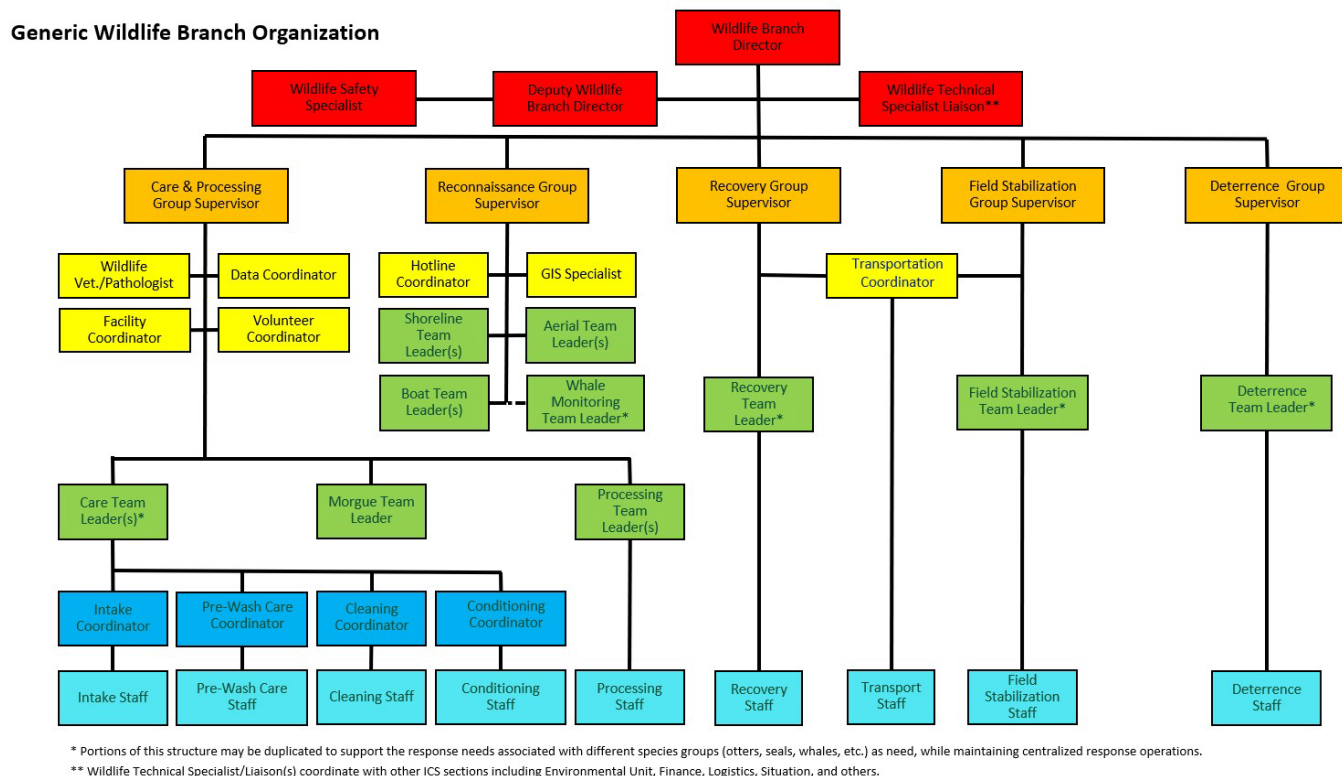 Generic Wildlife Branch Organization
Wildlife Branch
Director
Wildlife Safety
Specialist
Deputy Wildlife
Branch Director
Wildlife Technical
Specialist Liaison**
Care & Processing
Group Supervisor
Reconnaissance Group
Supervisor
Recovery Group
Supervisor
Field Stabilization
Group Supervisor
Deterrence Group
Supervisor
Wildlife
Vet./Pathologist
Data Coordinator
Hotline
Coordinator
GIS Specialist
Transportation
Coordinator
Facility
Coordinator
Volunteer
Coordinator
Shoreline
Team
Leader(s)
Aerial Team
Leader(s)
Boat Team
Leader(s)
Whale
Monitoring
Team Leader*
Recovery
Team
Leader*
Field Stabilization
Team Leader*
Deterrence
Team Leader*
Care Team
Leader(s)*
Morgue Team
Leader
Processing
Team
Leader(s)
Intake
Coordinator
Pre-Wash Care
Coordinator
Cleaning
Coordinator
Conditioning
Coordinator
Intake Staff
Pre-Wash Care
Staff
Cleaning Staff
Conditioning
Staff
Processing
Staff
Recovery
Staff
Transport
Staff
Field
Stabilization
Staff
Deterrence
Staff
* Portions of this structure may be duplicated to support the response needs associated with different species groups (otters, seals, whales, etc.) as need, while maintaining centralized response operations.
** Wildlife Technical Specialist/Liaison(s) coordinate with other ICS sections including Environmental Unit, Finance, Logistics, Situation, and others.